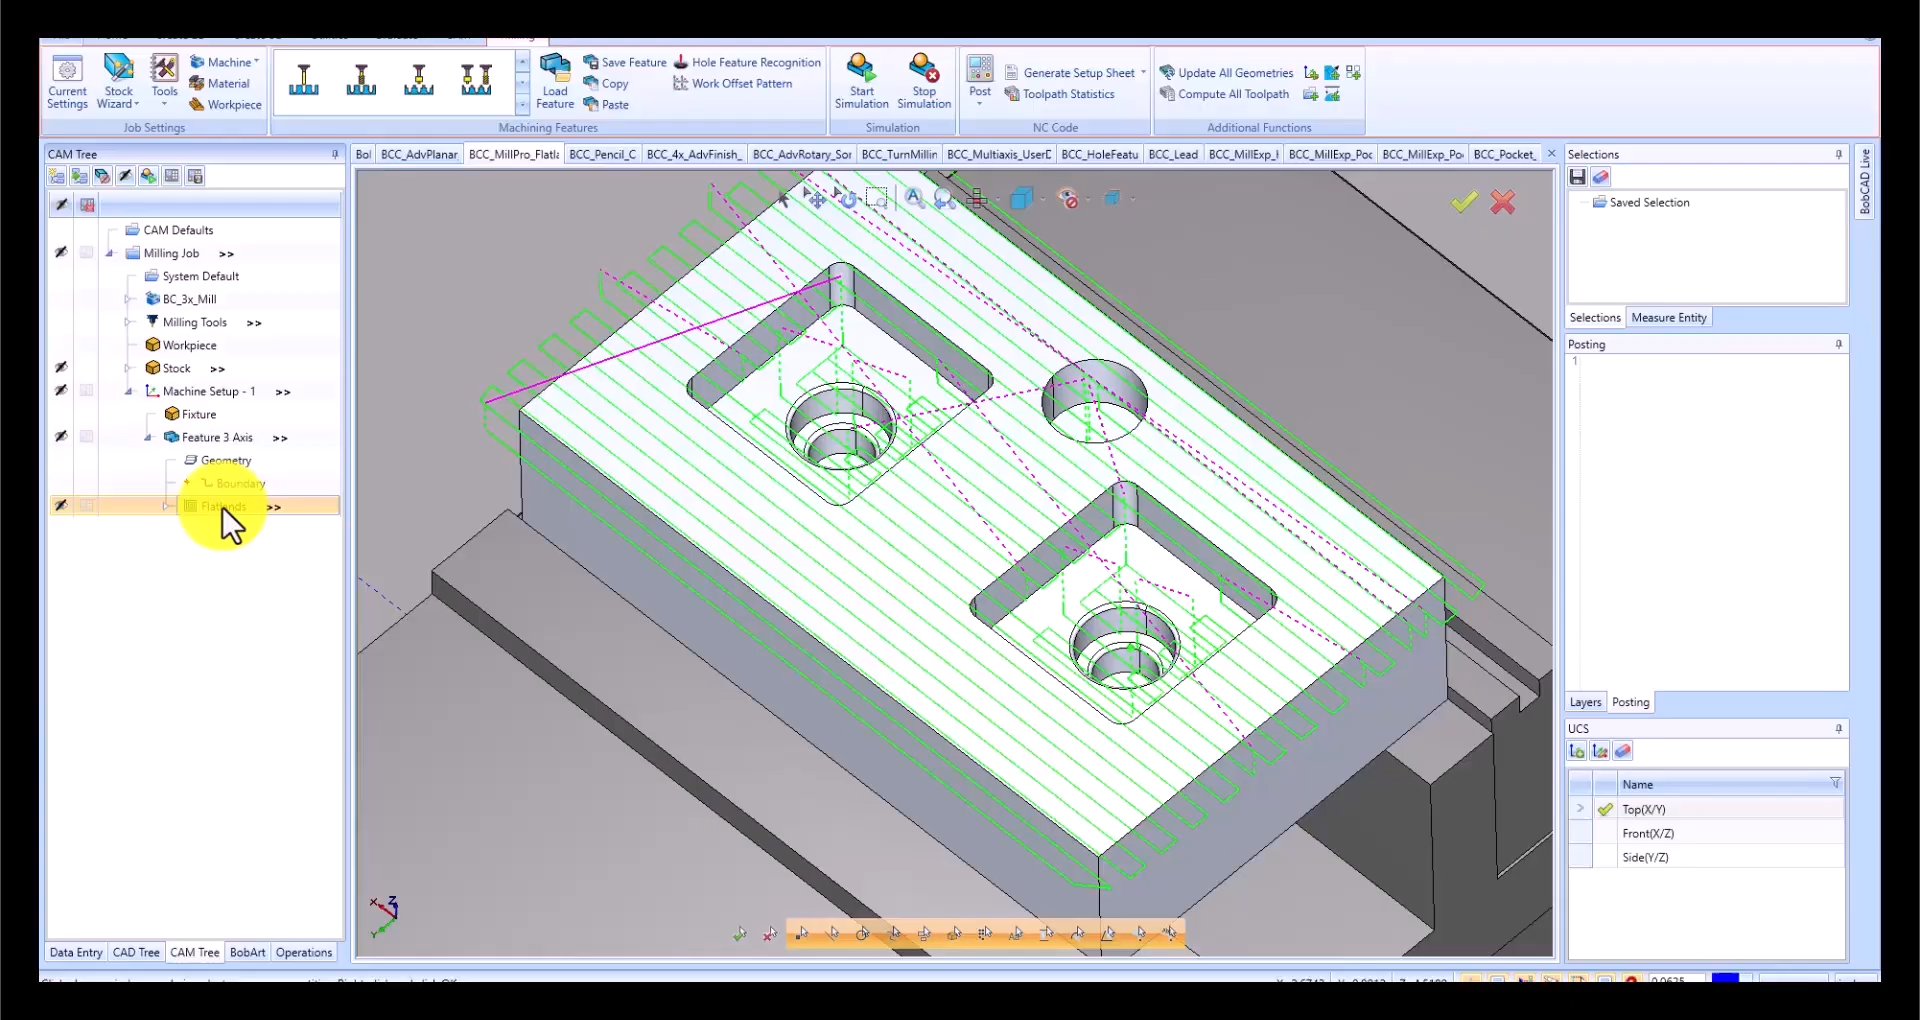 Current Settings
Stock Wizard
Tools
Machine
Material
Workpiece
Job Settings
Load Feature
Save Feature
Copy
Paste
Hole Feature Recognition
Work Offset Pattern
Machining Features
Start Simulation
Stop Simulation
Simulation
Post
Generate Setup Sheet
Toolpath Statistics
NC Code
Update All Geometries
Compute All Toolpath
Additional Functions
CAM Tree
Bol BCC_AdvPlanar_ BCC_MillPro_Flatla BCC_Pencil_C BCC_4x_AdvFinish_ BCC_AdvRotary_Sor BCC_TurnMillin BCC_Multiaxis_UserD BCC_HoleFeatu BCC_Lead BCC_MillExp_H BCC_MillExp_Poc BCC_MillExp_Po BCC_Pocket_
CAM Defaults
Milling Job >>
System Default
BC_3x_Mill
Milling Tools >>
Workpiece
Stock >>
Machine Setup - 1 >>
Fixture
Feature 3 Axis >>
Geometry
Boundary
Flatlands >>
X Z
Y
Data Entry CAD Tree CAM Tree BobArt Operations
Selections
Saved Selection
Selections Measure Entity
Posting
1
Layers Posting
UCS
Name
Top(X/Y)
Front(X/Z)
Side(Y/Z)
BobCAD Live